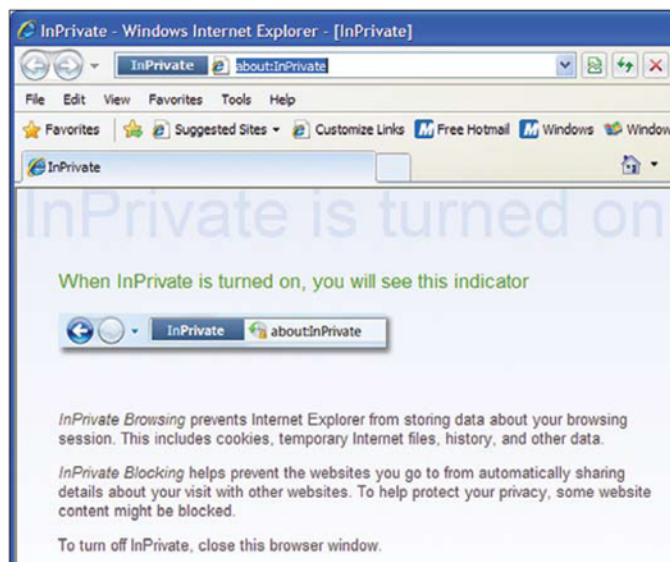 InPrivate - Windows Internet Explorer - [InPrivate]
InPrivate about:InPrivate
File Edit View Favorites Tools Help
Favorites Suggested Sites Customize Links Free Hotmail Windows Window
InPrivate
InPrivate is turned on
When InPrivate is turned on, you will see this indicator
InPrivate about:InPrivate
InPrivate Browsing prevents Internet Explorer from storing data about your browsing
session. This includes cookies, temporary Internet files, history, and other data.
InPrivate Blocking helps prevent the websites you go to from automatically sharing
details about your visit with other websites. To help protect your privacy, some website
content might be blocked.
To turn off InPrivate, close this browser window.